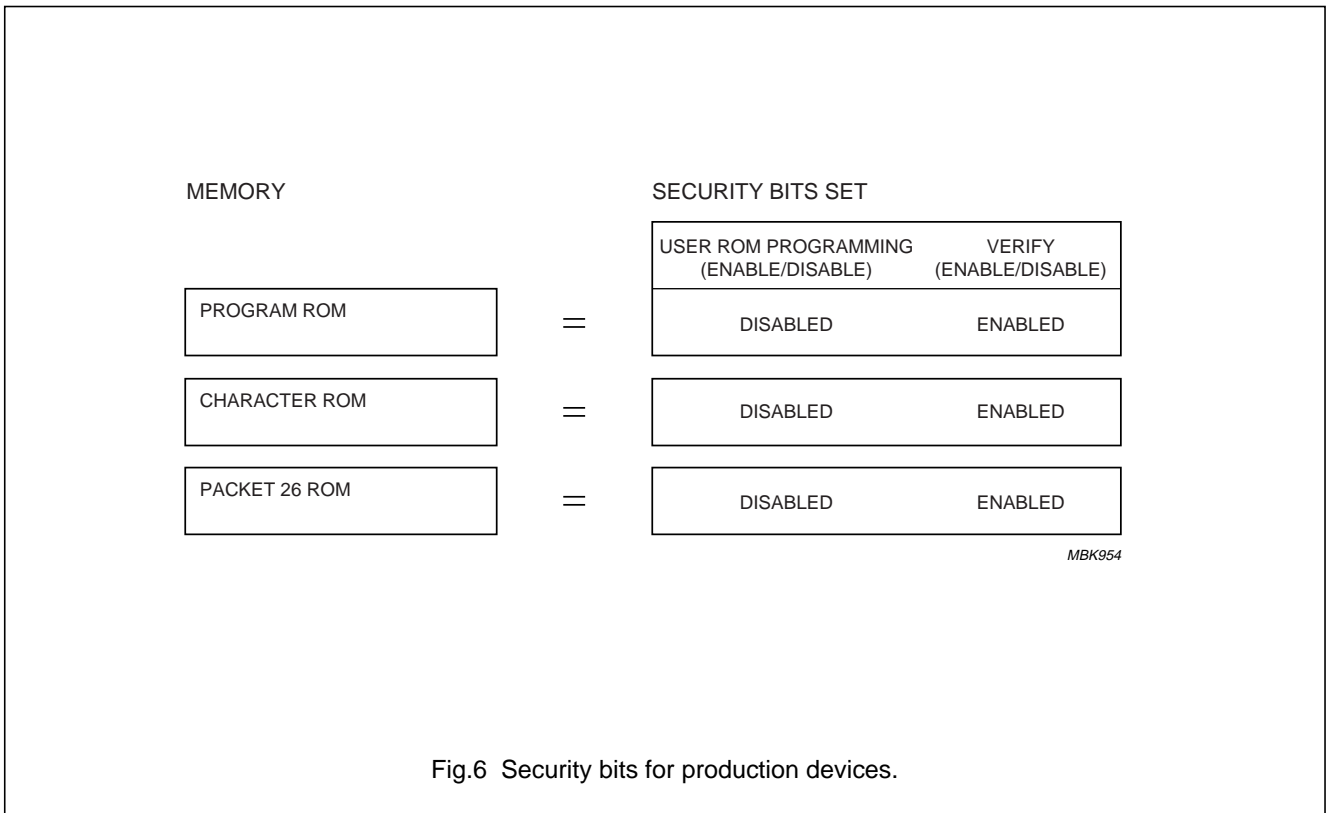 MEMORY SECURITY BITS SET
USER ROM PROGRAMMING VERIFY
(ENABLE/DISABLE) (ENABLE/DISABLE)
PROGRAM ROM = DISABLED ENABLED
CHARACTER ROM = DISABLED ENABLED
PACKET 26 ROM = DISABLED ENABLED
MBK954
Fig.6 Security bits for production devices.